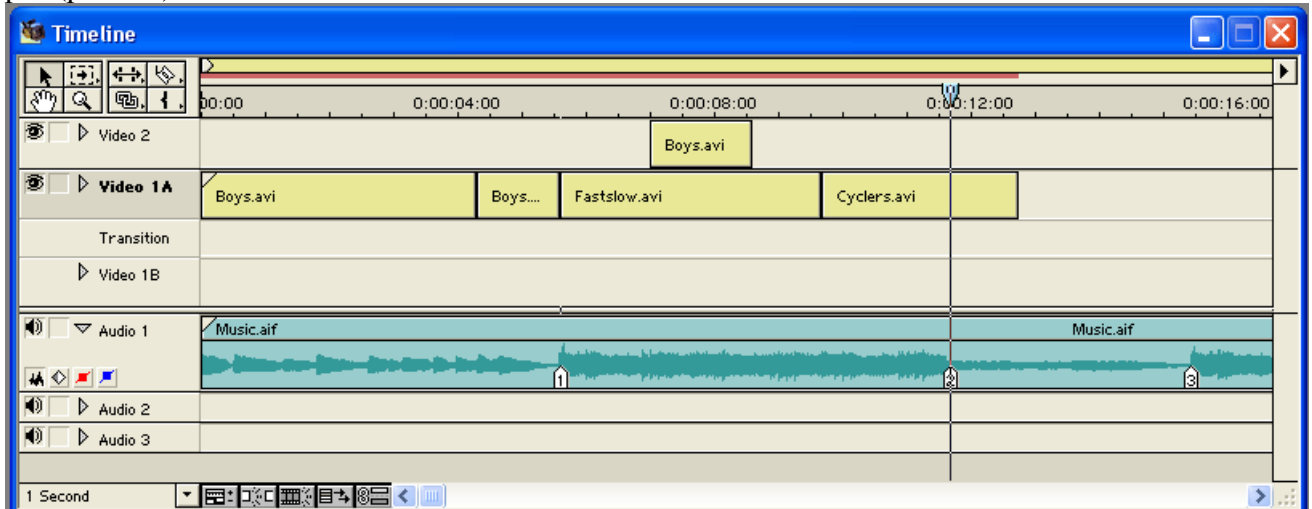 Timeline
00:00 0:00:04:00 0:00:08:00 0:00:12:00 0:00:16:00
Video 2
Boys.avi
Video 1A
Boys.avi Boys.... Fastslow.avi Cyclers.avi
Transition
Video 1B
Audio 1 Music.aif Music.aif
1 2 3
Audio 2
Audio 3
1 Second